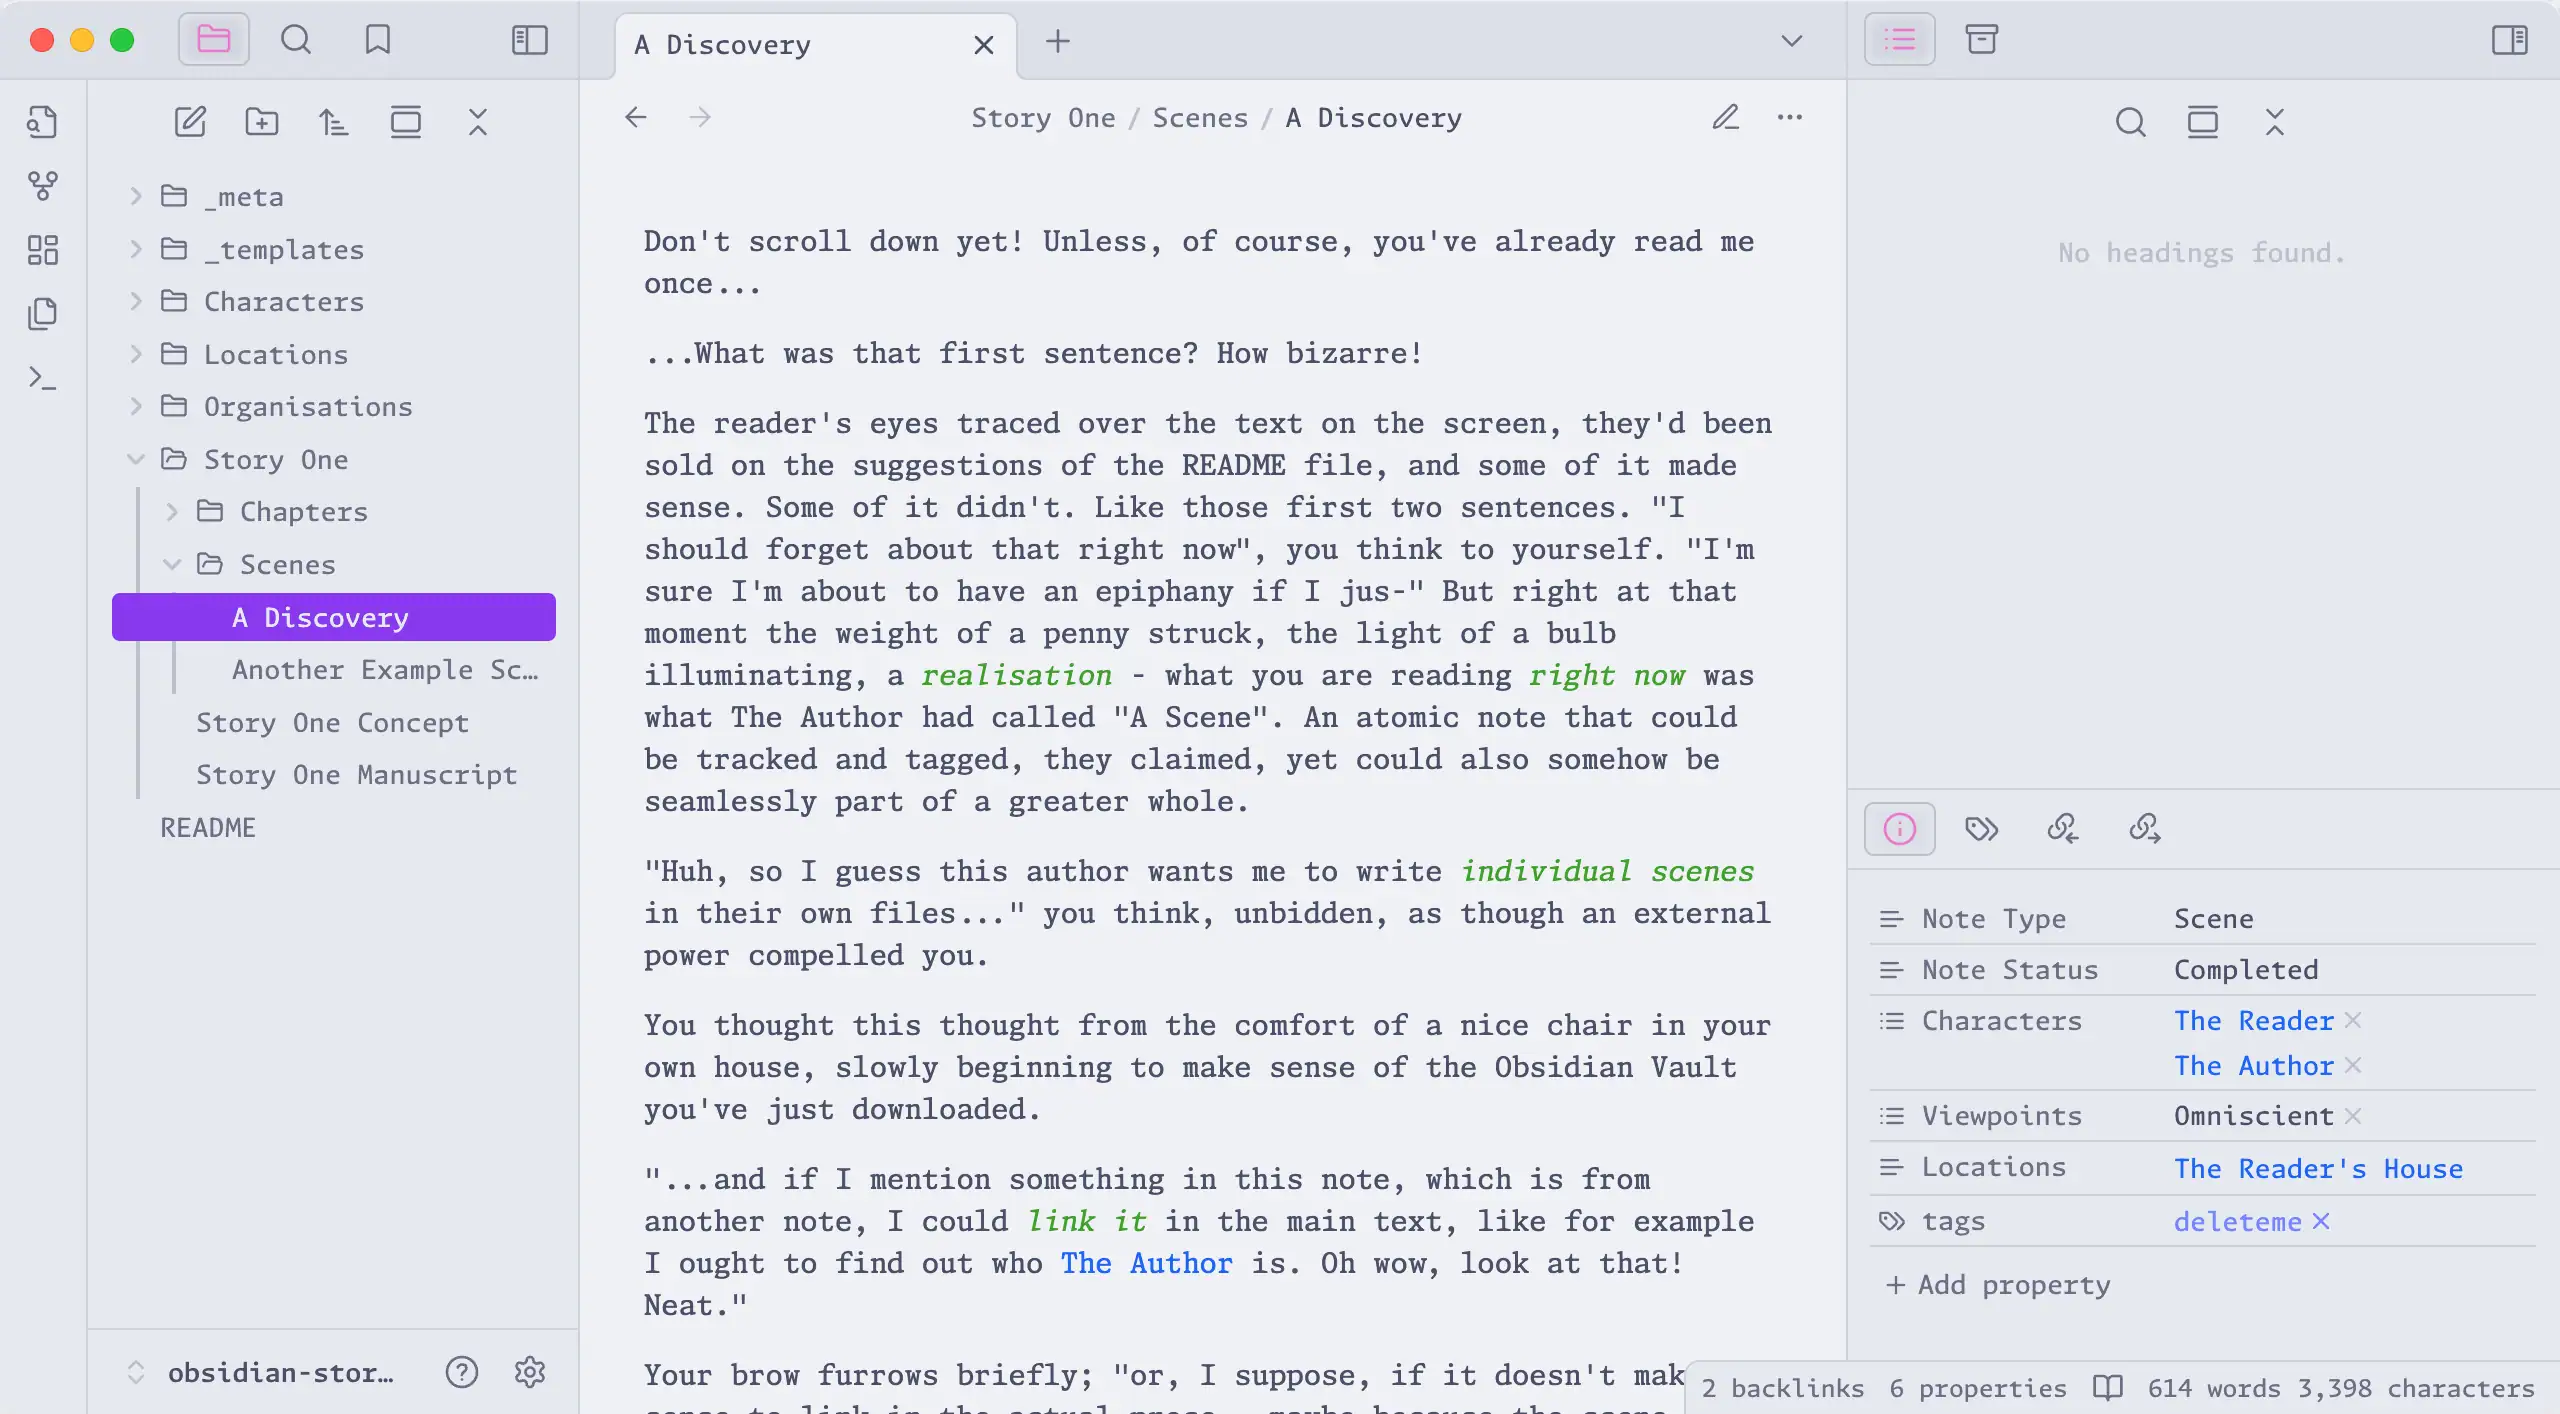 A Discovery
Story One / Scenes / A Discovery
_meta
_templates
Characters
Locations
Organisations
Story One
Chapters
Scenes
A Discovery
Another Example Sc…
Story One Concept
Story One Manuscript
README
obsidian-stor…
Don't scroll down yet! Unless, of course, you've already read me
once...
...What was that first sentence? How bizarre!
The reader's eyes traced over the text on the screen, they'd been
sold on the suggestions of the README file, and some of it made
sense. Some of it didn't. Like those first two sentences. "I
should forget about that right now", you think to yourself. "I'm
sure I'm about to have an epiphany if I jus-" But right at that
moment the weight of a penny struck, the light of a bulb
illuminating, a realisation - what you are reading right now was
what The Author had called "A Scene". An atomic note that could
be tracked and tagged, they claimed, yet could also somehow be
seamlessly part of a greater whole.
"Huh, so I guess this author wants me to write individual scenes
in their own files..." you think, unbidden, as though an external
power compelled you.
You thought this thought from the comfort of a nice chair in your
own house, slowly beginning to make sense of the Obsidian Vault
you've just downloaded.
"...and if I mention something in this note, which is from
another note, I could link it in the main text, like for example
I ought to find out who The Author is. Oh wow, look at that!
Neat."
Your brow furrows briefly; "or, I suppose, if it doesn't mak
No headings found.
Note Type Scene
Note Status Completed
Characters The Reader
The Author
Viewpoints Omniscient
Locations The Reader's House
tags deleteme
Add property
2 backlinks 6 properties 614 words 3,398 characters